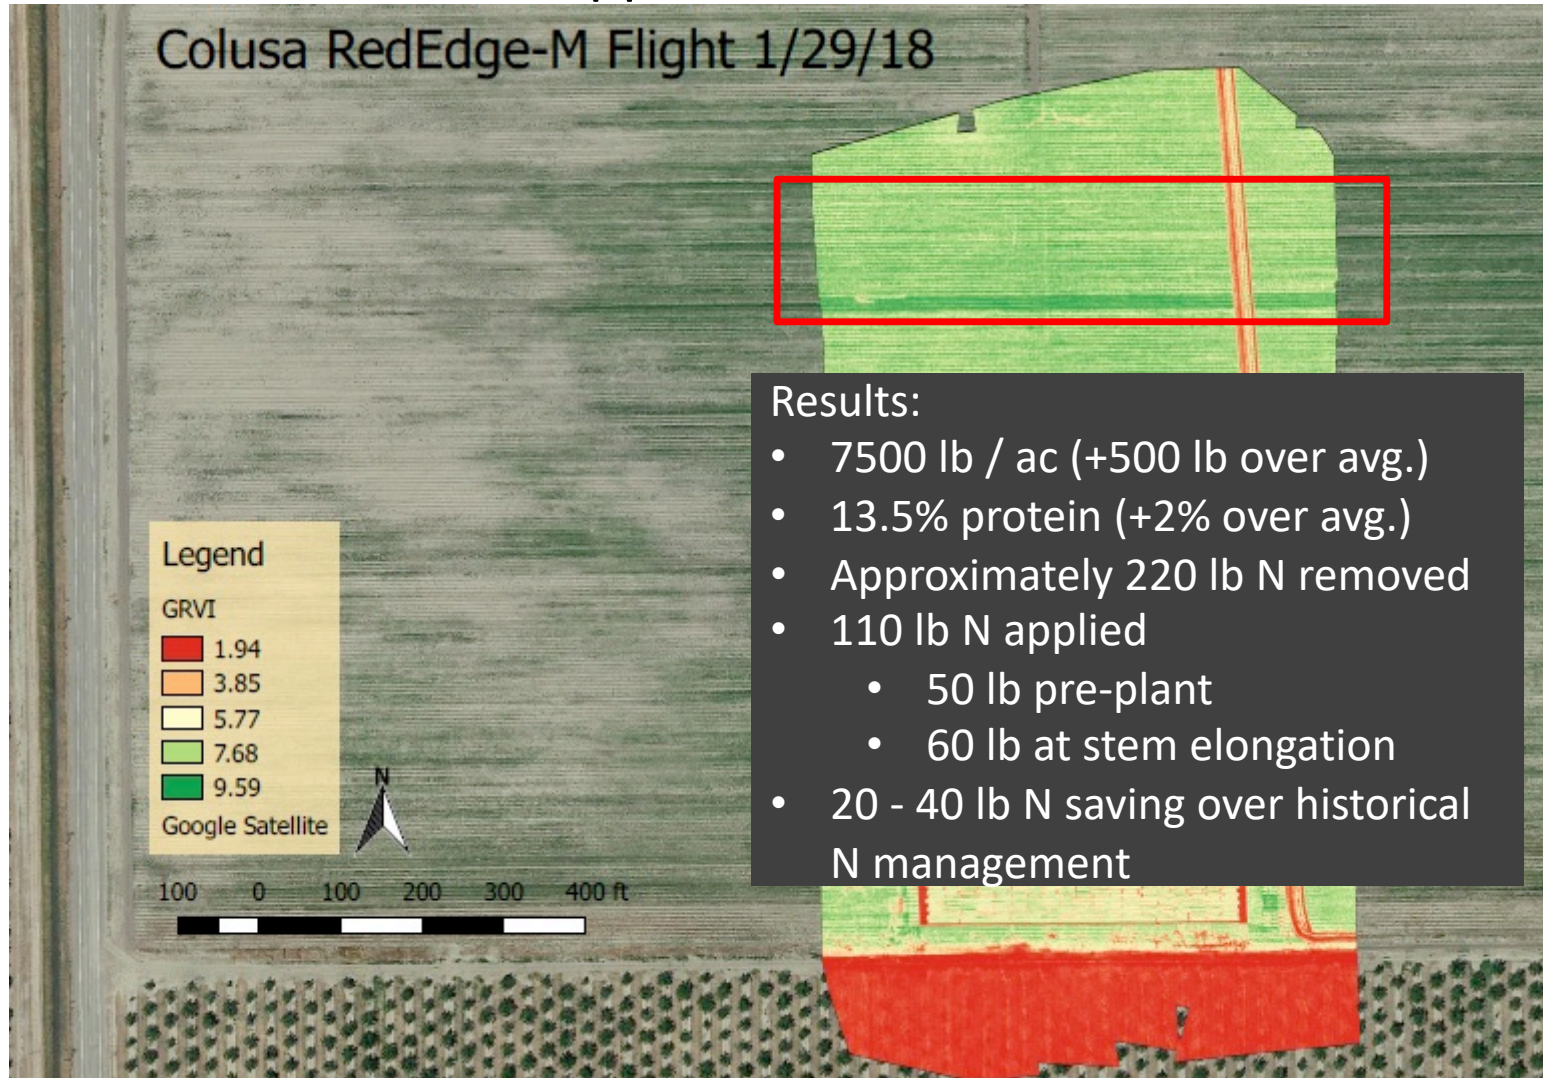 Colusa RedEdge-M Flight 1/29/18
Results:
• 7500 lb / ac (+500 lb over avg.)
• 13.5% protein (+2% over avg.)
• Approximately 220 lb N removed
• 110 lb N applied
• 50 lb pre-plant
• 60 lb at stem elongation
• 20 - 40 lb N saving over historical
N management
Legend
GRVI
1.94
3.85
5.77
7.68
9.59
Google Satellite
N
100 0 100 200 300 400 ft